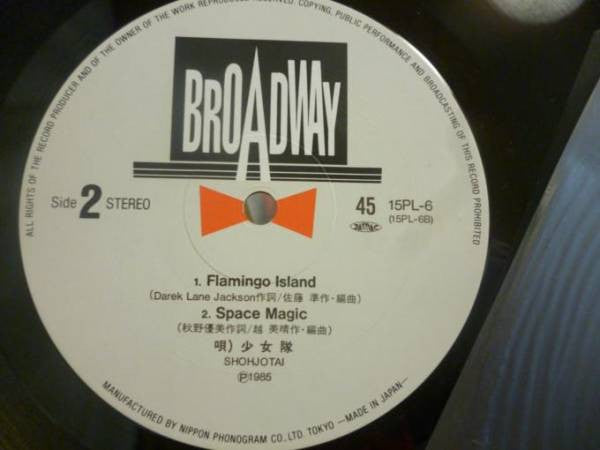 ALL RIGHTS OF THE RECORD PRODUCER AND OF THE OWNER OF THE WORK REPRODUCED RESERVED. COPYING, PUBLIC PERFORMANCE AND BROADCASTING OF THIS RECORD PROHIBITED
BROADWAY
Side 2 STEREO
45
15PL-6
(15PL-6B)
1. Flamingo Island
(Darek Lane Jackson作詞/佐藤 準作・編曲)
2. Space Magic
(秋野優美作詞/越 美晴作・編曲)
唄) 少女隊
SHOHJOTAI
Ⓟ1985
MANUFACTURED BY NIPPON PHONOGRAM CO., LTD. TOKYO —MADE IN JAPAN—